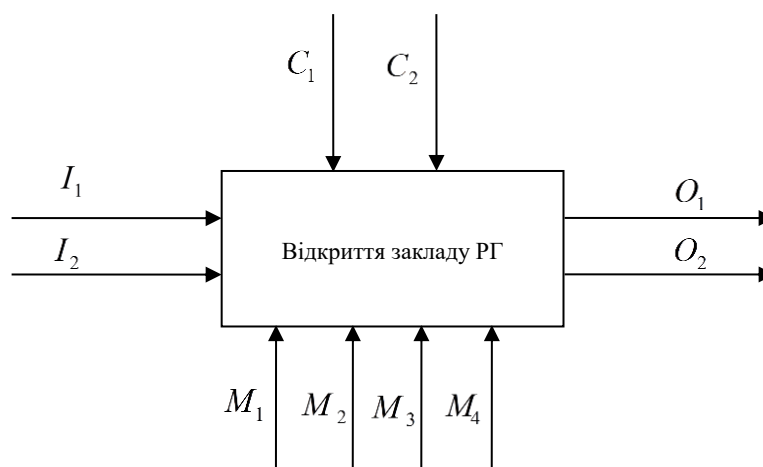 C₁ C₂
I₁ O₁
Відкриття закладу РГ
I₂ O₂
M₁ M₂ M₃ M₄